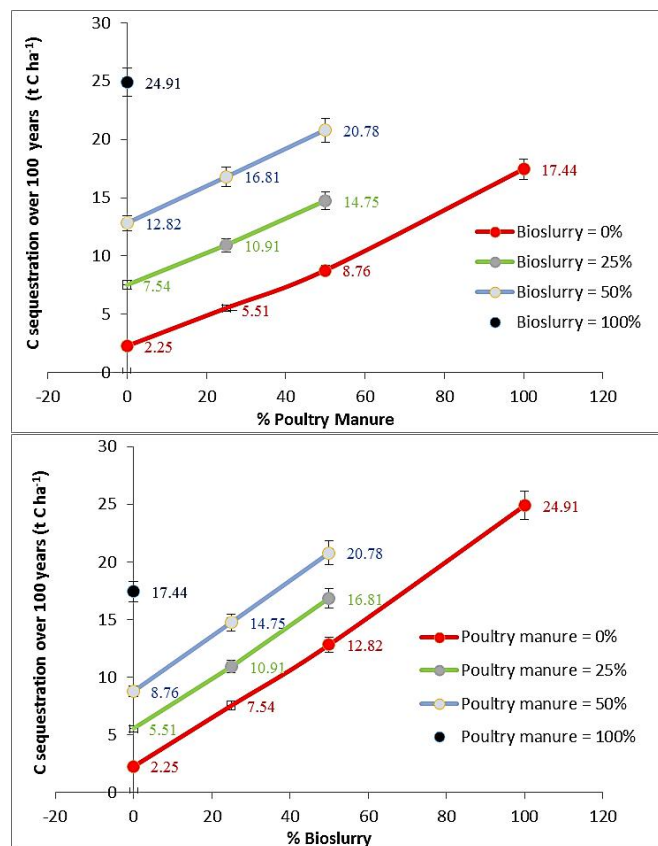 C sequestration over 100 years (t C ha-1)
30
25
20
15
10
5
0
24.91
20.78
16.81
12.82
17.44
14.75
10.91
7.54
8.76
5.51
2.25
Bioslurry = 0%
Bioslurry = 25%
Bioslurry = 50%
Bioslurry = 100%
-20 0 20 40 60 80 100 120
% Poultry Manure
C sequestration over 100 years (t C ha-1)
30
25
20
15
10
5
0
24.91
20.78
17.44
16.81
14.75
12.82
10.91
8.76
7.54
5.51
2.25
Poultry manure = 0%
Poultry manure = 25%
Poultry manure = 50%
Poultry manure = 100%
-20 0 20 40 60 80 100 120
% Bioslurry